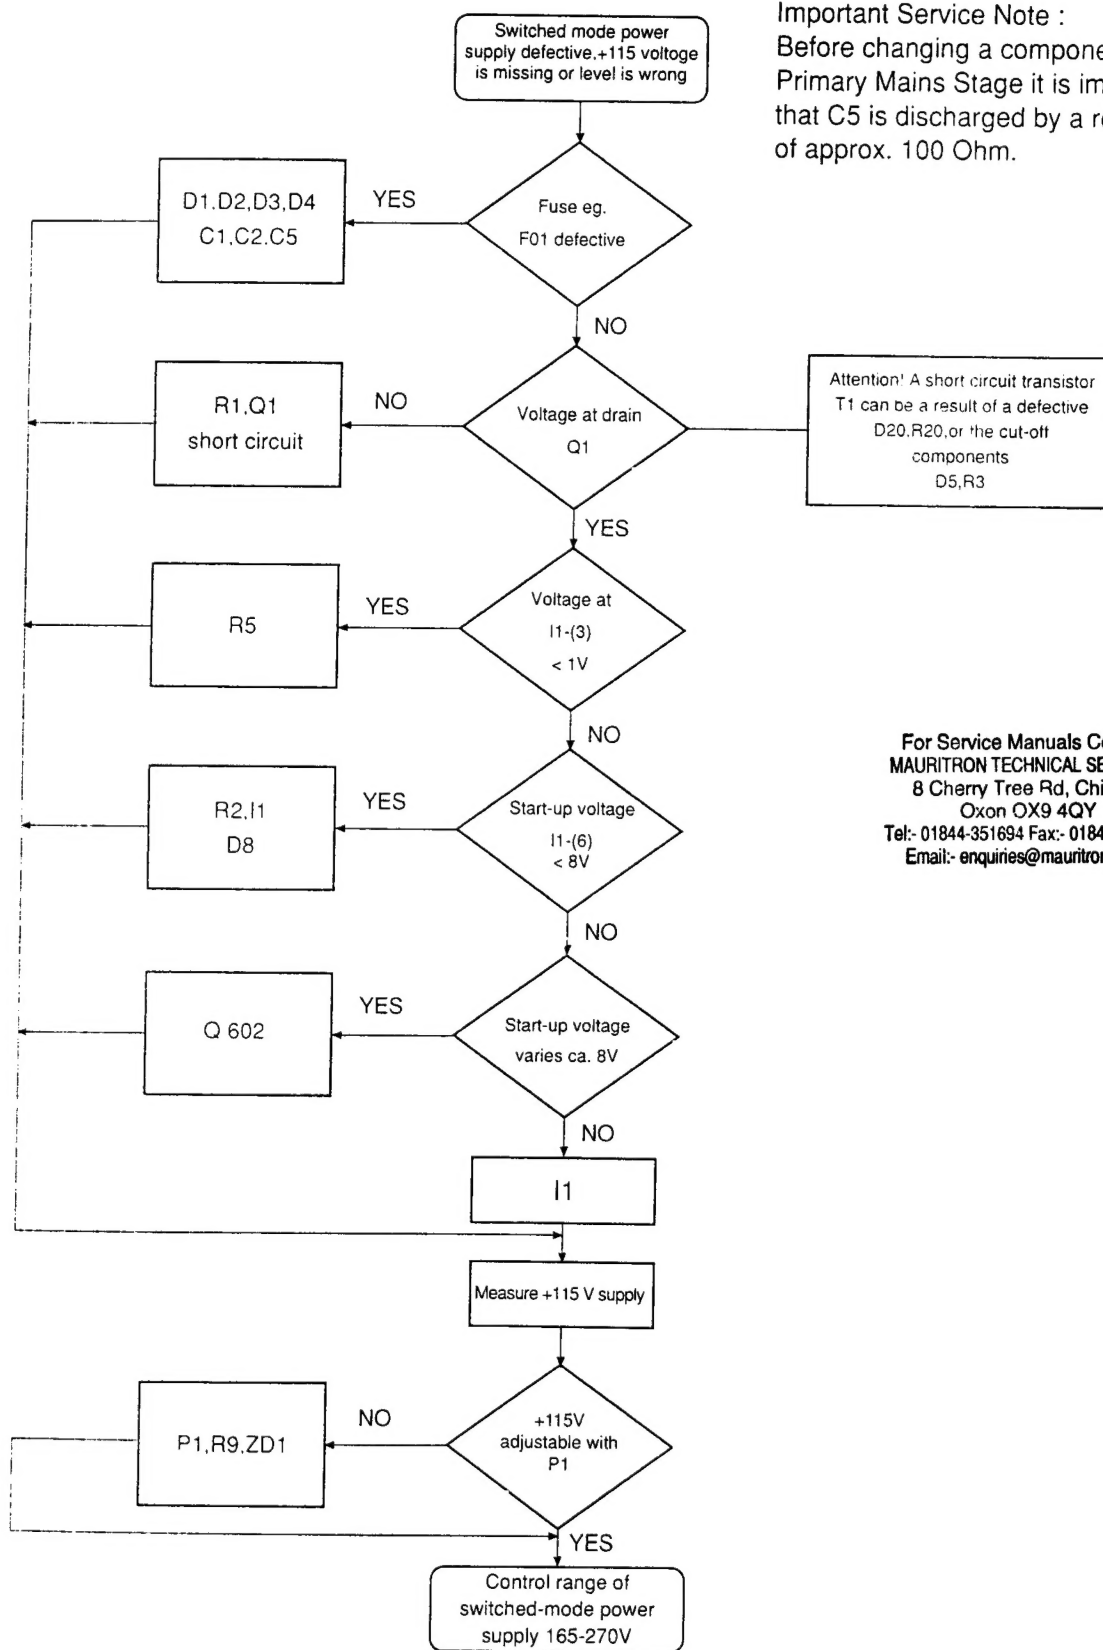 Important Service Note :
Before changing a compone
Primary Mains Stage it is im
that C5 is discharged by a re
of approx. 100 Ohm.
Switched mode power
supply defective.+115 voltoge
is missing or level is wrong
Fuse eg.
F01 defective
YES
D1.D2,D3,D4
C1,C2.C5
NO
Voltage at drain
Q1
NO
R1,Q1
short circuit
Attention! A short circuit transistor
T1 can be a result of a defective
D20.R20,or the cut-off
components
D5,R3
YES
Voltage at
I1-(3)
< 1V
YES
R5
NO
Start-up voltage
I1-(6)
< 8V
YES
R2,I1
D8
For Service Manuals Co
MAURITRON TECHNICAL SE
8 Cherry Tree Rd, Chi
Oxon OX9 4QY
Tel:- 01844-351694 Fax:- 0184
Email:- enquiries@mauritron
NO
Start-up voltage
varies ca. 8V
YES
Q 602
NO
I1
Measure +115 V supply
+115V
adjustable with
P1
NO
P1,R9,ZD1
YES
Control range of
switched-mode power
supply 165-270V